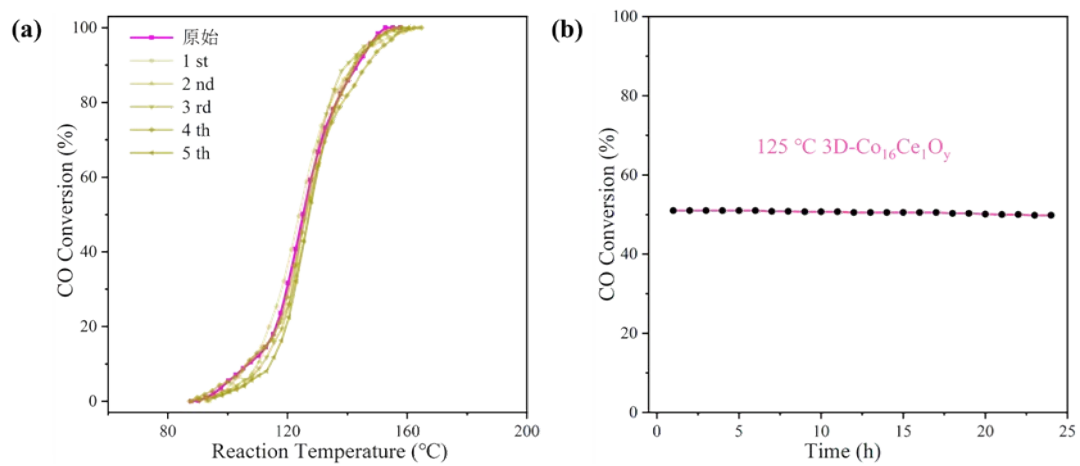 (a)
100
80
60
40
20
0
CO Conversion (%)
原始
1 st
2 nd
3 rd
4 th
5 th
80
120
160
200
Reaction Temperature (℃)
(b)
100
80
60
40
20
0
CO Conversion (%)
125 ℃ 3D-Co₁₆Ce₁Oy
0
5
10
15
20
25
Time (h)